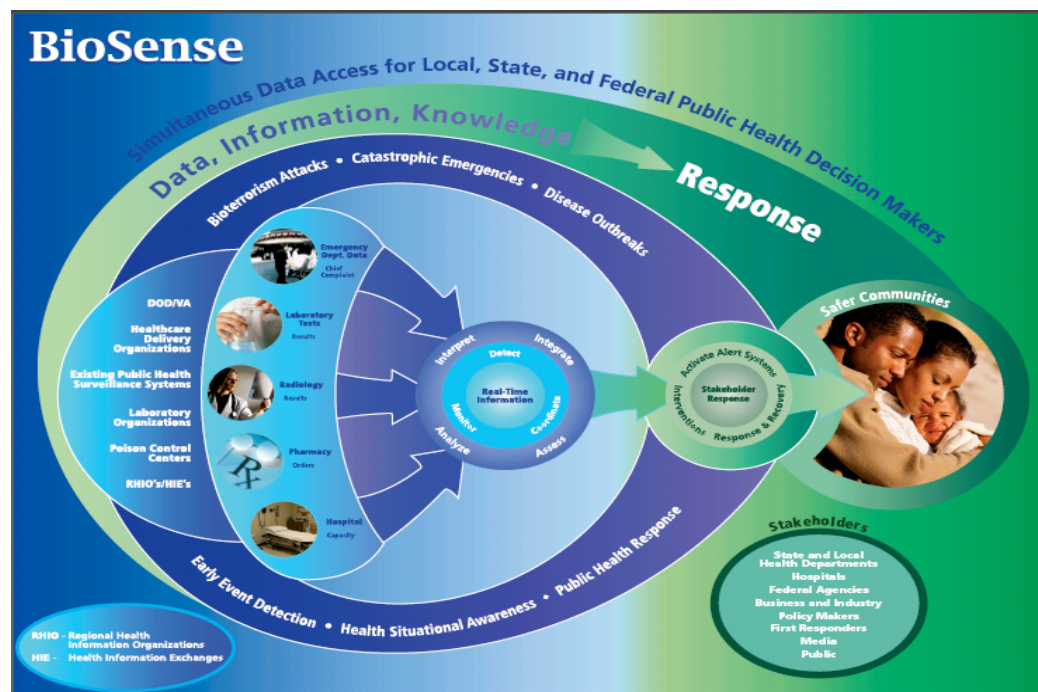 BioSense
Simultaneous Data Access for Local, State, and Federal Public Health Decision Makers
Data, Information, Knowledge
Response
Bioterrorism Attacks • Catastrophic Emergencies • Disease Outbreaks
DOD/VA
Healthcare
Delivery
Organizations
Existing Public Health
Surveillance Systems
Laboratory
Organizations
Poison Control
Centers
RHIO's/HIE's
Emergency
Dept. Data
Chief
Complaint
Laboratory
Tests
Results
Radiology
Results
Pharmacy
Orders
Hospital
Capacity
Interpret
Integrate
Analyze
Assess
Detect
Monitor
Coordinate
Real-Time
Information
Activate Alert Systems
Interventions
Response & Recovery
Stakeholder
Response
Safer Communities
Early Event Detection • Health Situational Awareness • Public Health Response
Stakeholders
State and Local
Health Departments
Hospitals
Federal Agencies
Business and Industry
Policy Makers
First Responders
Media
Public
RHIO - Regional Health
Information Organizations
HIE - Health Information Exchanges